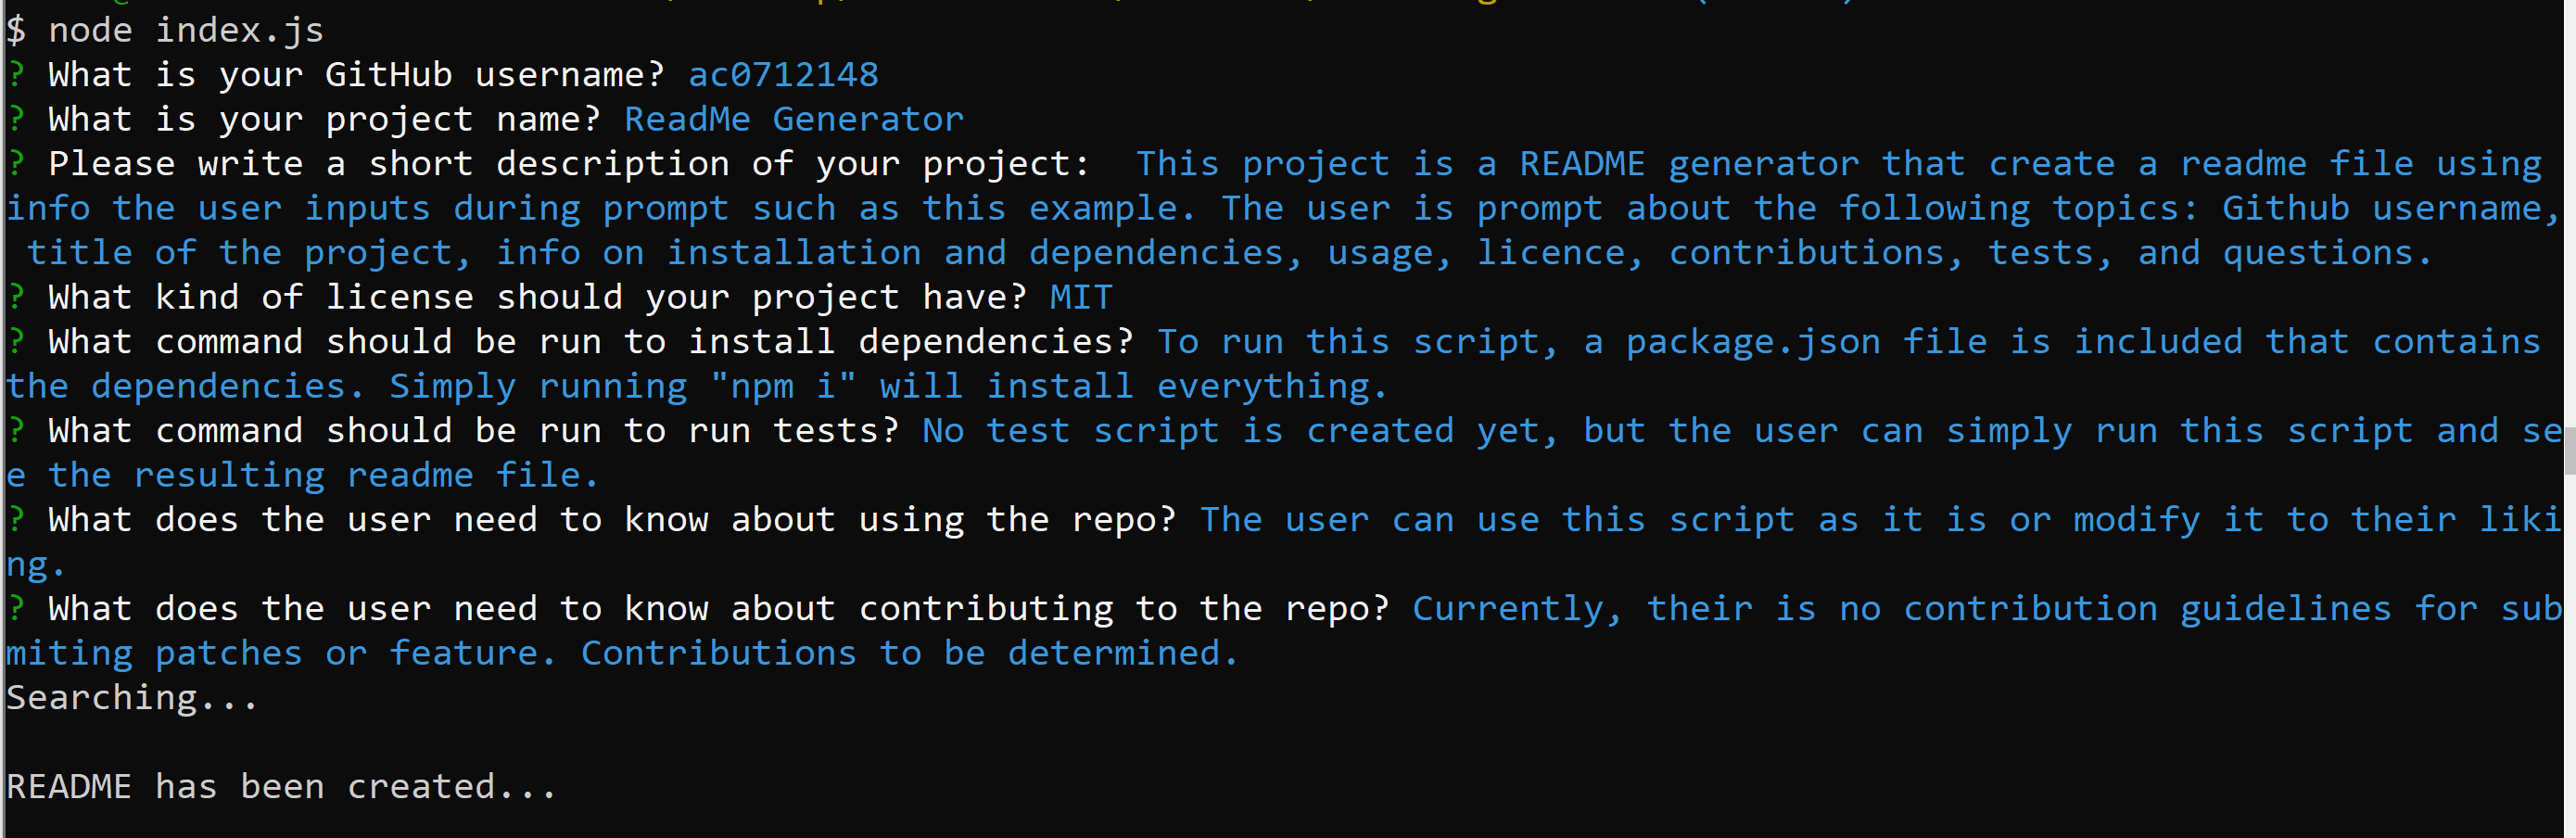 $ node index.js
? What is your GitHub username? ac0712148
? What is your project name? ReadMe Generator
? Please write a short description of your project:  This project is a README generator that create a readme file using
info the user inputs during prompt such as this example. The user is prompt about the following topics: Github username,
 title of the project, info on installation and dependencies, usage, licence, contributions, tests, and questions.
? What kind of license should your project have? MIT
? What command should be run to install dependencies? To run this script, a package.json file is included that contains
the dependencies. Simply running "npm i" will install everything.
? What command should be run to run tests? No test script is created yet, but the user can simply run this script and se
e the resulting readme file.
? What does the user need to know about using the repo? The user can use this script as it is or modify it to their liki
ng.
? What does the user need to know about contributing to the repo? Currently, their is no contribution guidelines for sub
miting patches or feature. Contributions to be determined.
Searching...
README has been created...